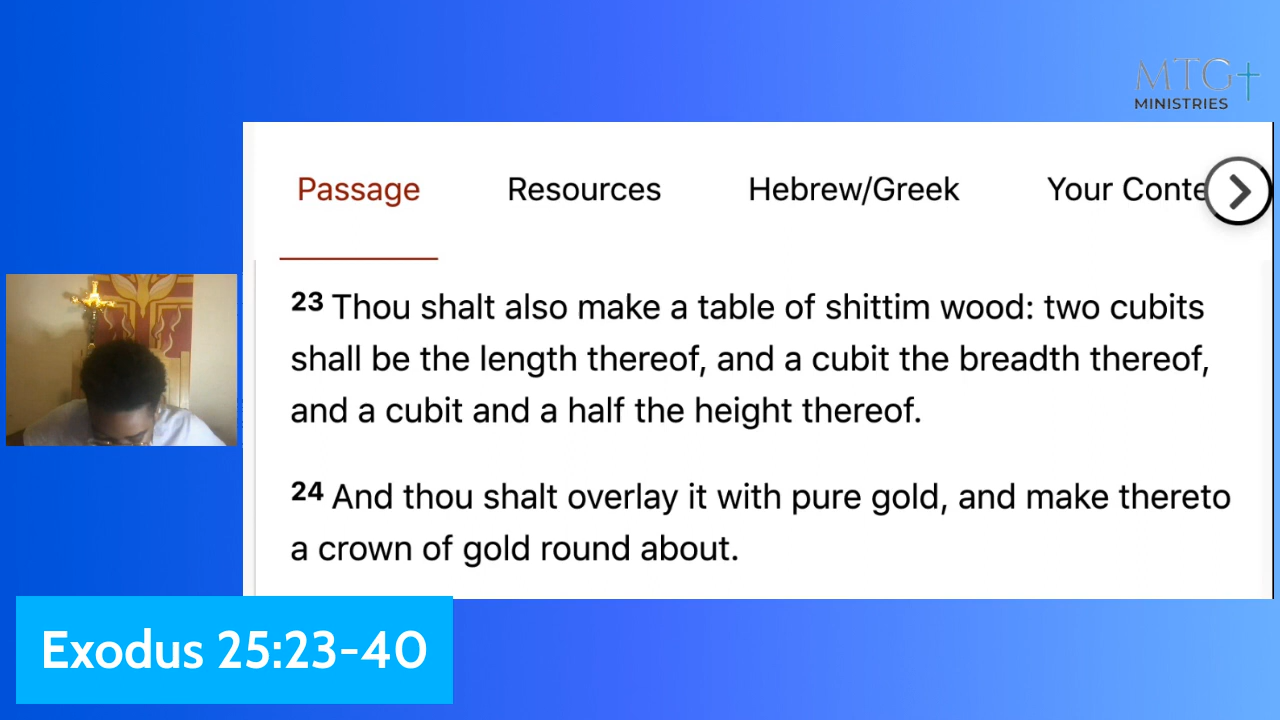 MTG
MINISTRIES
Passage Resources Hebrew/Greek Your Conte
23 Thou shalt also make a table of shittim wood: two cubits
shall be the length thereof, and a cubit the breadth thereof,
and a cubit and a half the height thereof.
24 And thou shalt overlay it with pure gold, and make thereto
a crown of gold round about.
Exodus 25:23-40